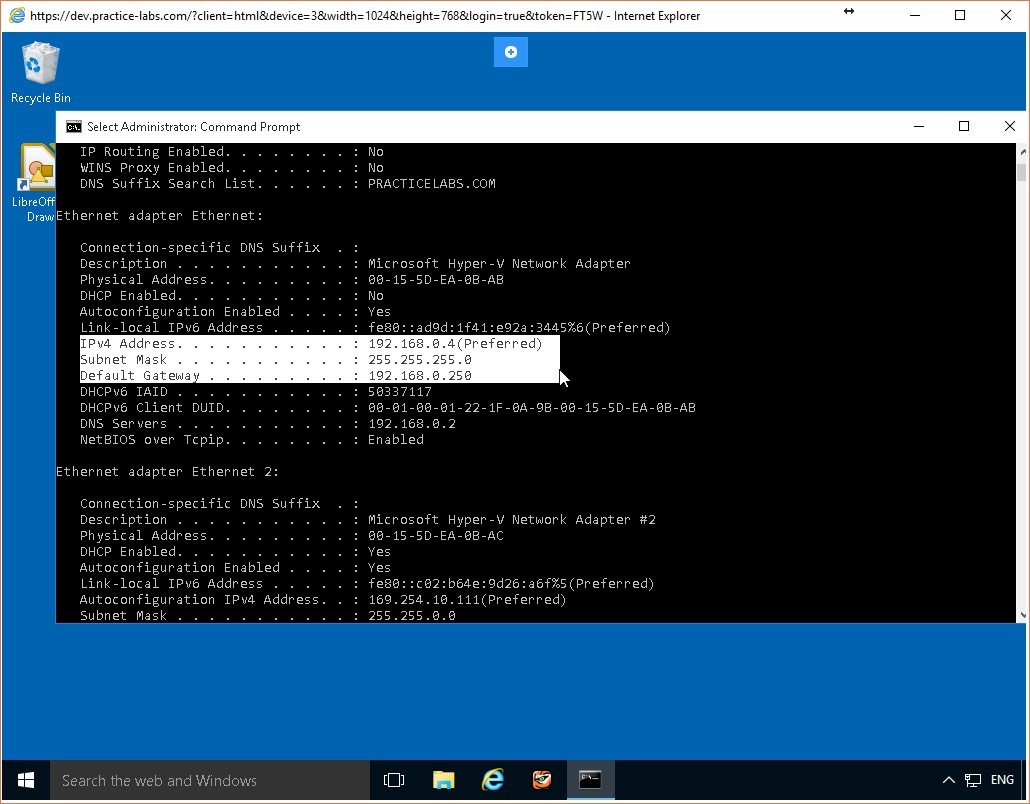 https://dev.practice-labs.com/?client=html&device=3&width=1024&height=768&login=true&token=FT5W - Internet Explorer
Recycle Bin
Select Administrator: Command Prompt
IP Routing Enabled. . . . . . . . : No
WINS Proxy Enabled. . . . . . . . : No
DNS Suffix Search List. . . . . . : PRACTICELABS.COM
LibreOff
Draw
Ethernet adapter Ethernet:
Connection-specific DNS Suffix  . :
Description . . . . . . . . . . . : Microsoft Hyper-V Network Adapter
Physical Address. . . . . . . . . : 00-15-5D-EA-0B-AB
DHCP Enabled. . . . . . . . . . . : No
Autoconfiguration Enabled . . . . : Yes
Link-local IPv6 Address . . . . . : fe80::ad9d:1f41:e92a:3445%6(Preferred)
IPv4 Address. . . . . . . . . . . : 192.168.0.4(Preferred)
Subnet Mask . . . . . . . . . . . : 255.255.255.0
Default Gateway . . . . . . . . . : 192.168.0.250
DHCPv6 IAID . . . . . . . . . . . : 50337117
DHCPv6 Client DUID. . . . . . . . : 00-01-00-01-22-1F-0A-9B-00-15-5D-EA-0B-AB
DNS Servers . . . . . . . . . . . : 192.168.0.2
NetBIOS over Tcpip. . . . . . . . : Enabled
Ethernet adapter Ethernet 2:
Connection-specific DNS Suffix  . :
Description . . . . . . . . . . . : Microsoft Hyper-V Network Adapter #2
Physical Address. . . . . . . . . : 00-15-5D-EA-0B-AC
DHCP Enabled. . . . . . . . . . . : Yes
Autoconfiguration Enabled . . . . : Yes
Link-local IPv6 Address . . . . . : fe80::c02:b64e:9d26:a6f%5(Preferred)
Autoconfiguration IPv4 Address. . : 169.254.10.111(Preferred)
Subnet Mask . . . . . . . . . . . : 255.255.0.0
Search the web and Windows
ENG